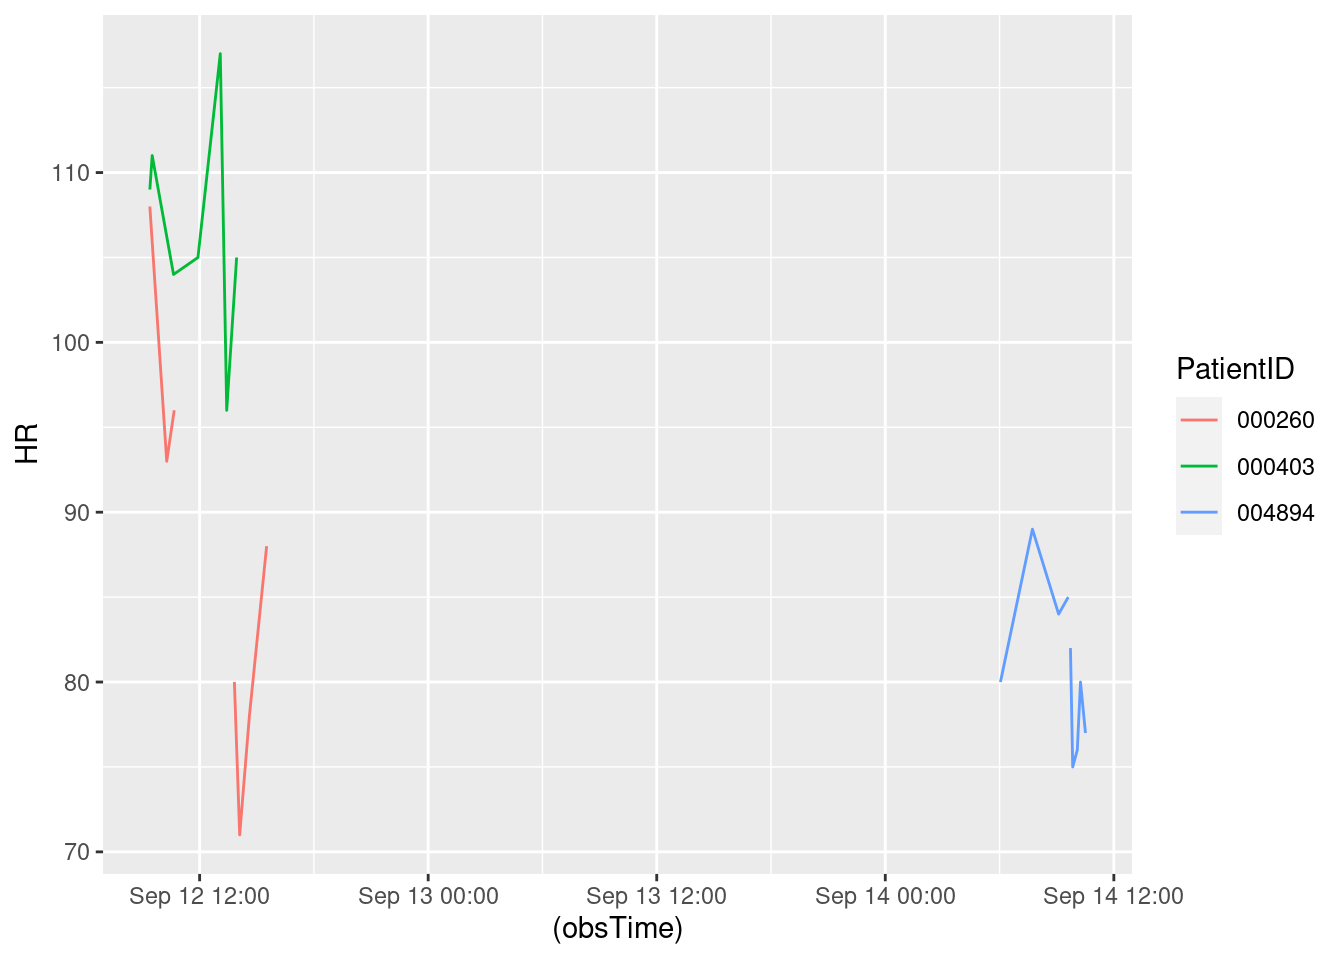 110
100
90
80
70
HR
Sep 12 12:00
Sep 13 00:00
Sep 13 12:00
Sep 14 00:00
Sep 14 12:00
(obsTime)
PatientID
000260
000403
004894